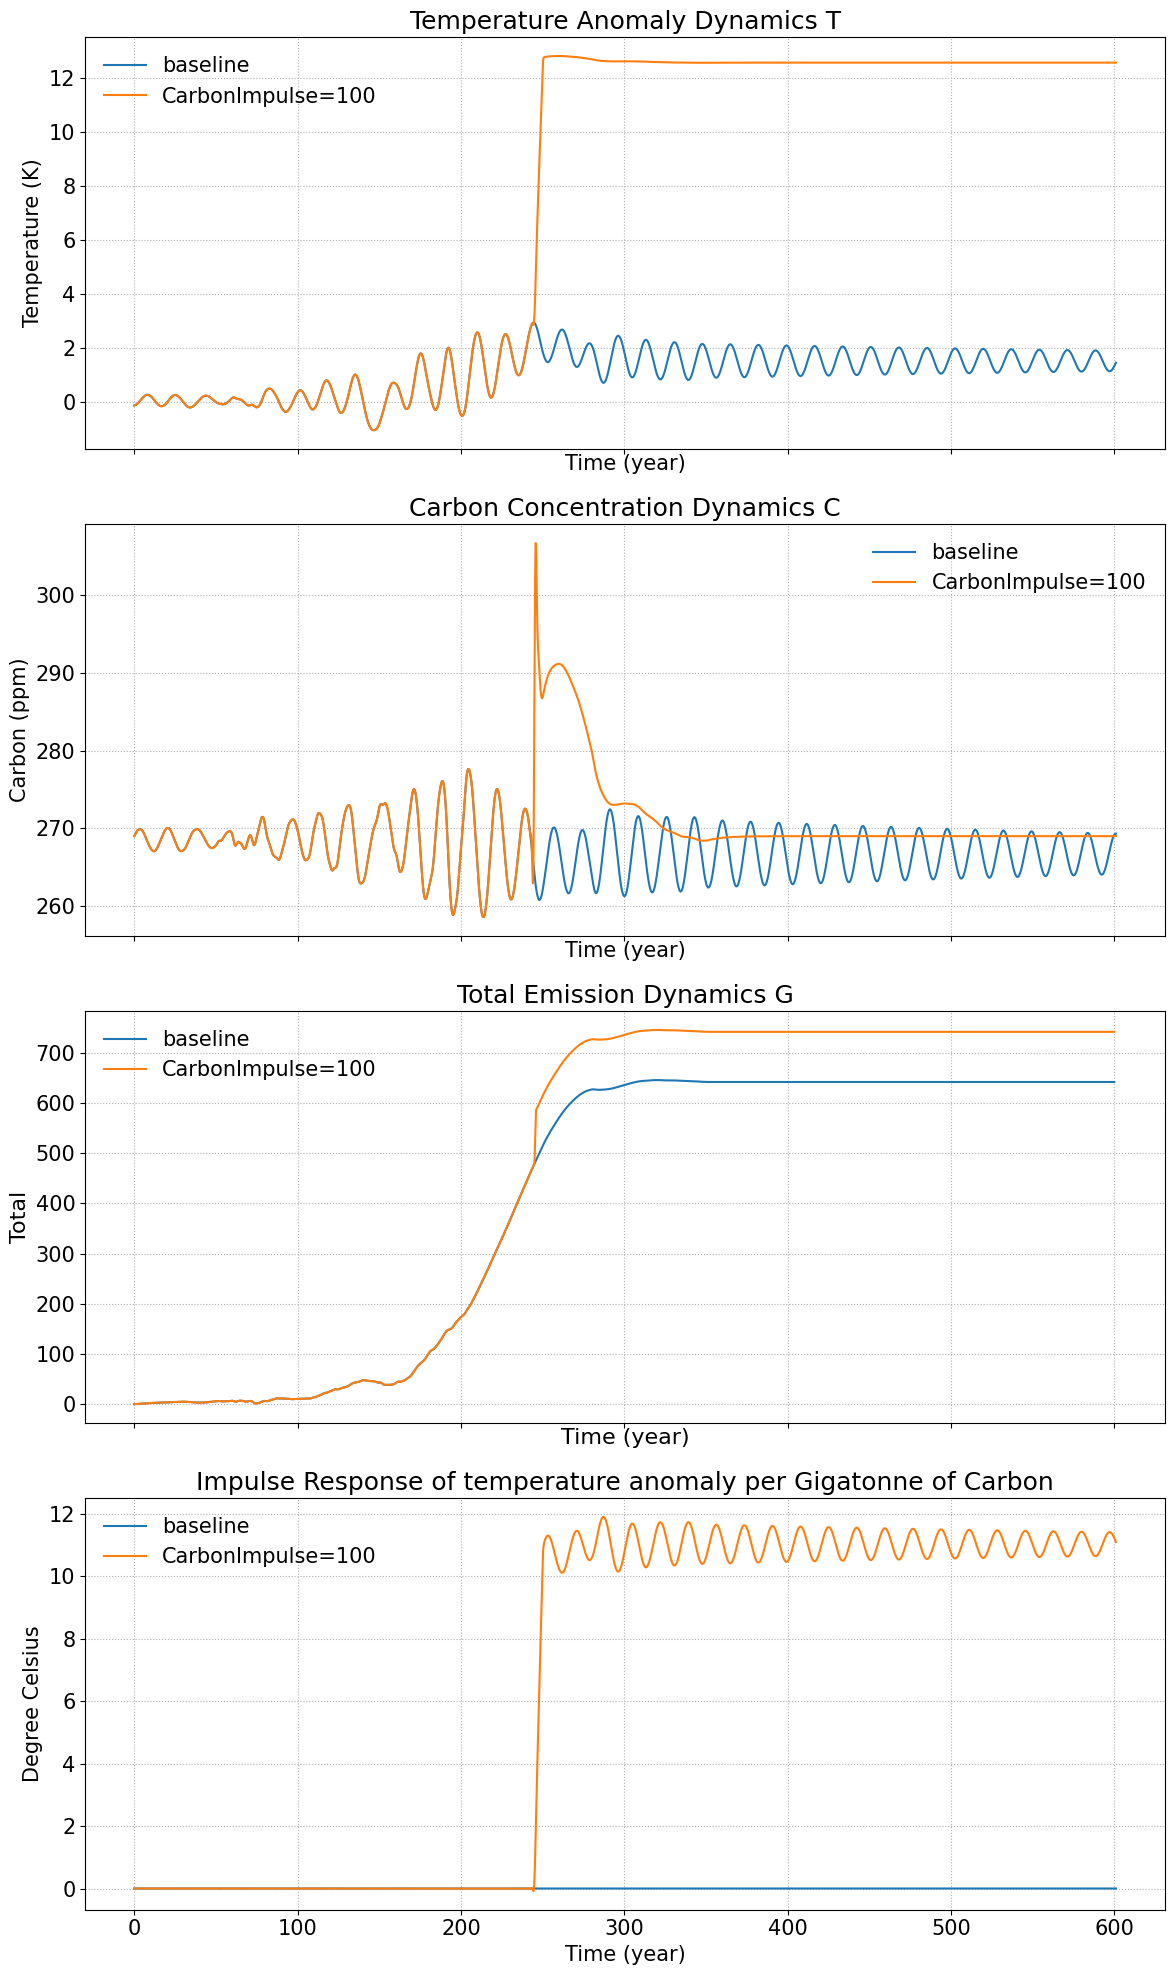 Temperature Anomaly Dynamics T
baseline
CarbonImpulse=100
Temperature (K)
12
10
8
6
4
2
0
Time (year)
Carbon Concentration Dynamics C
baseline
CarbonImpulse=100
Carbon (ppm)
300
290
280
270
260
Time (year)
Total Emission Dynamics G
baseline
CarbonImpulse=100
Total
700
600
500
400
300
200
100
0
Time (year)
Impulse Response of temperature anomaly per Gigatonne of Carbon
baseline
CarbonImpulse=100
Degree Celsius
12
10
8
6
4
2
0
0 100 200 300 400 500 600
Time (year)